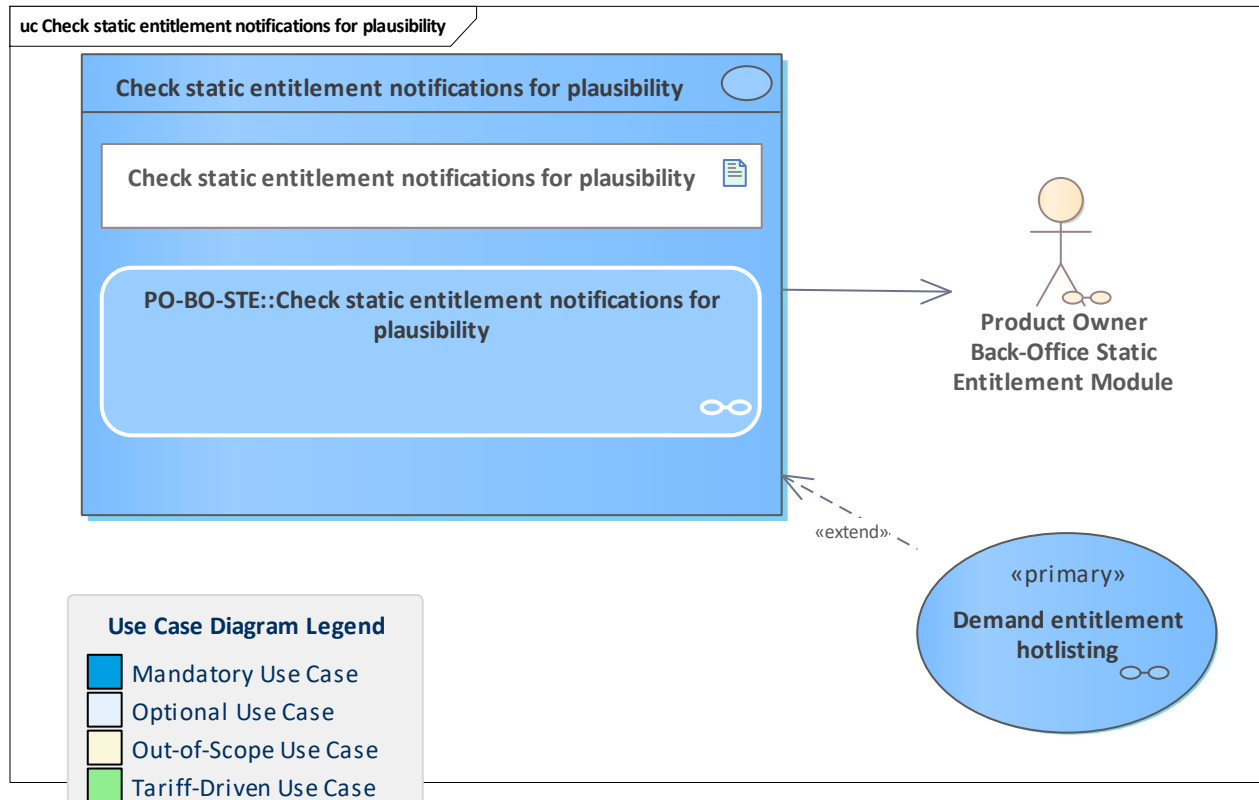 uc Check static entitlement notifications for plausibility
Check static entitlement notifications for plausibility
Check static entitlement notifications for plausibility
PO-BO-STE::Check static entitlement notifications for
plausibility
Product Owner
Back-Office Static
Entitlement Module
«extend»
«primary»
Demand entitlement
hotlisting
Use Case Diagram Legend
Mandatory Use Case
Optional Use Case
Out-of-Scope Use Case
Tariff-Driven Use Case